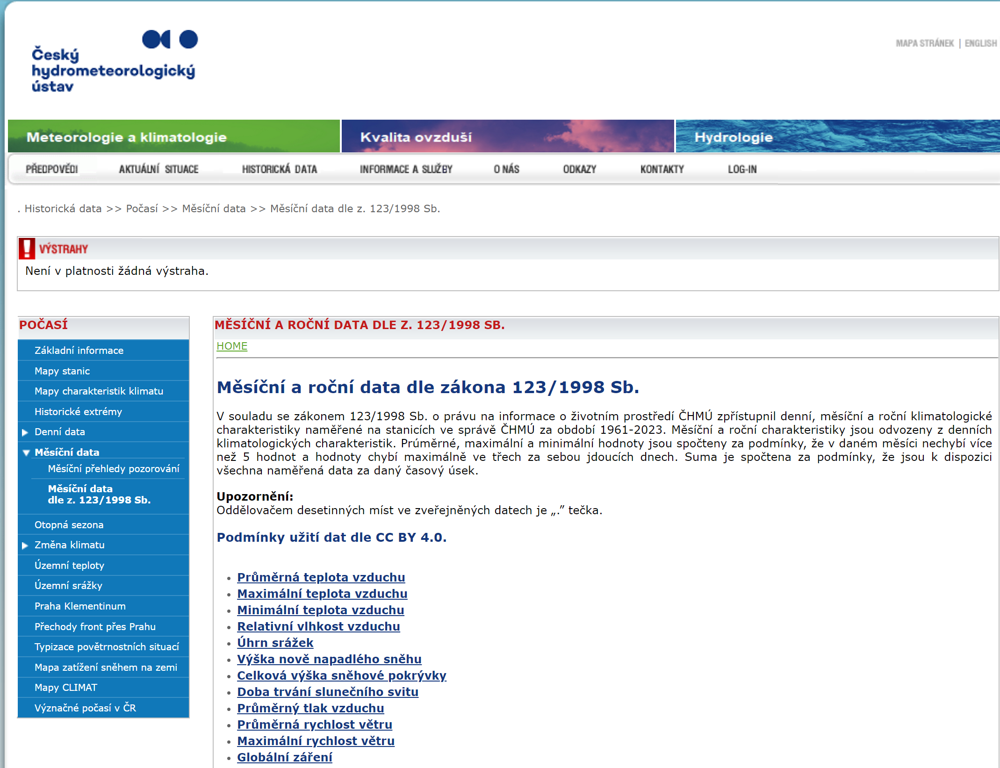 Český
hydrometeorologický
ústav
MAPA STRÁNEK | ENGLISH
Meteorologie a klimatologie
Kvalita ovzduší
Hydrologie
PŘEDPOVĚDI
AKTUÁLNÍ SITUACE
HISTORICKÁ DATA
INFORMACE A SLUŽBY
O NÁS
ODKAZY
KONTAKTY
LOG-IN
. Historická data >> Počasí >> Měsíční data >> Měsíční data dle z. 123/1998 Sb.
VÝSTRAHY
Není v platnosti žádná výstraha.
POČASÍ
Základní informace
Mapy stanic
Mapy charakteristik klimatu
Historické extrémy
Denní data
Měsíční data
Měsíční přehledy pozorování
Měsíční data
dle z. 123/1998 Sb.
Otopná sezona
Změna klimatu
Územní teploty
Územní srážky
Praha Klementinum
Přechody front přes Prahu
Typizace povětrnostních situací
Mapa zatížení sněhem na zemi
Mapy CLIMAT
Význačné počasí v ČR
MĚSÍČNÍ A ROČNÍ DATA DLE Z. 123/1998 SB.
HOME
Měsíční a roční data dle zákona 123/1998 Sb.
V souladu se zákonem 123/1998 Sb. o právu na informace o životním prostředí ČHMÚ zpřístupnil denní, měsíční a roční klimatologické
charakteristiky naměřené na stanicích ve správě ČHMÚ za období 1961-2023. Měsíční a roční charakteristiky jsou odvozeny z denních
klimatologických charakteristik. Prúměrné, maximální a minimální hodnoty jsou spočteny za podmínky, že v daném měsíci nechybí více
než 5 hodnot a hodnoty chybí maximálně ve třech za sebou jdoucích dnech. Suma je spočtena za podmínky, že jsou k dispozici
všechna naměřená data za daný časový úsek.
Upozornění:
Oddělovačem desetinných míst ve zveřejněných datech je „.” tečka.
Podmínky užití dat dle CC BY 4.0.
Průměrná teplota vzduchu
Maximální teplota vzduchu
Minimální teplota vzduchu
Relativní vlhkost vzduchu
Úhrn srážek
Výška nově napadlého sněhu
Celková výška sněhové pokrývky
Doba trvání slunečního svitu
Průměrný tlak vzduchu
Průměrná rychlost větru
Maximální rychlost větru
Globální záření